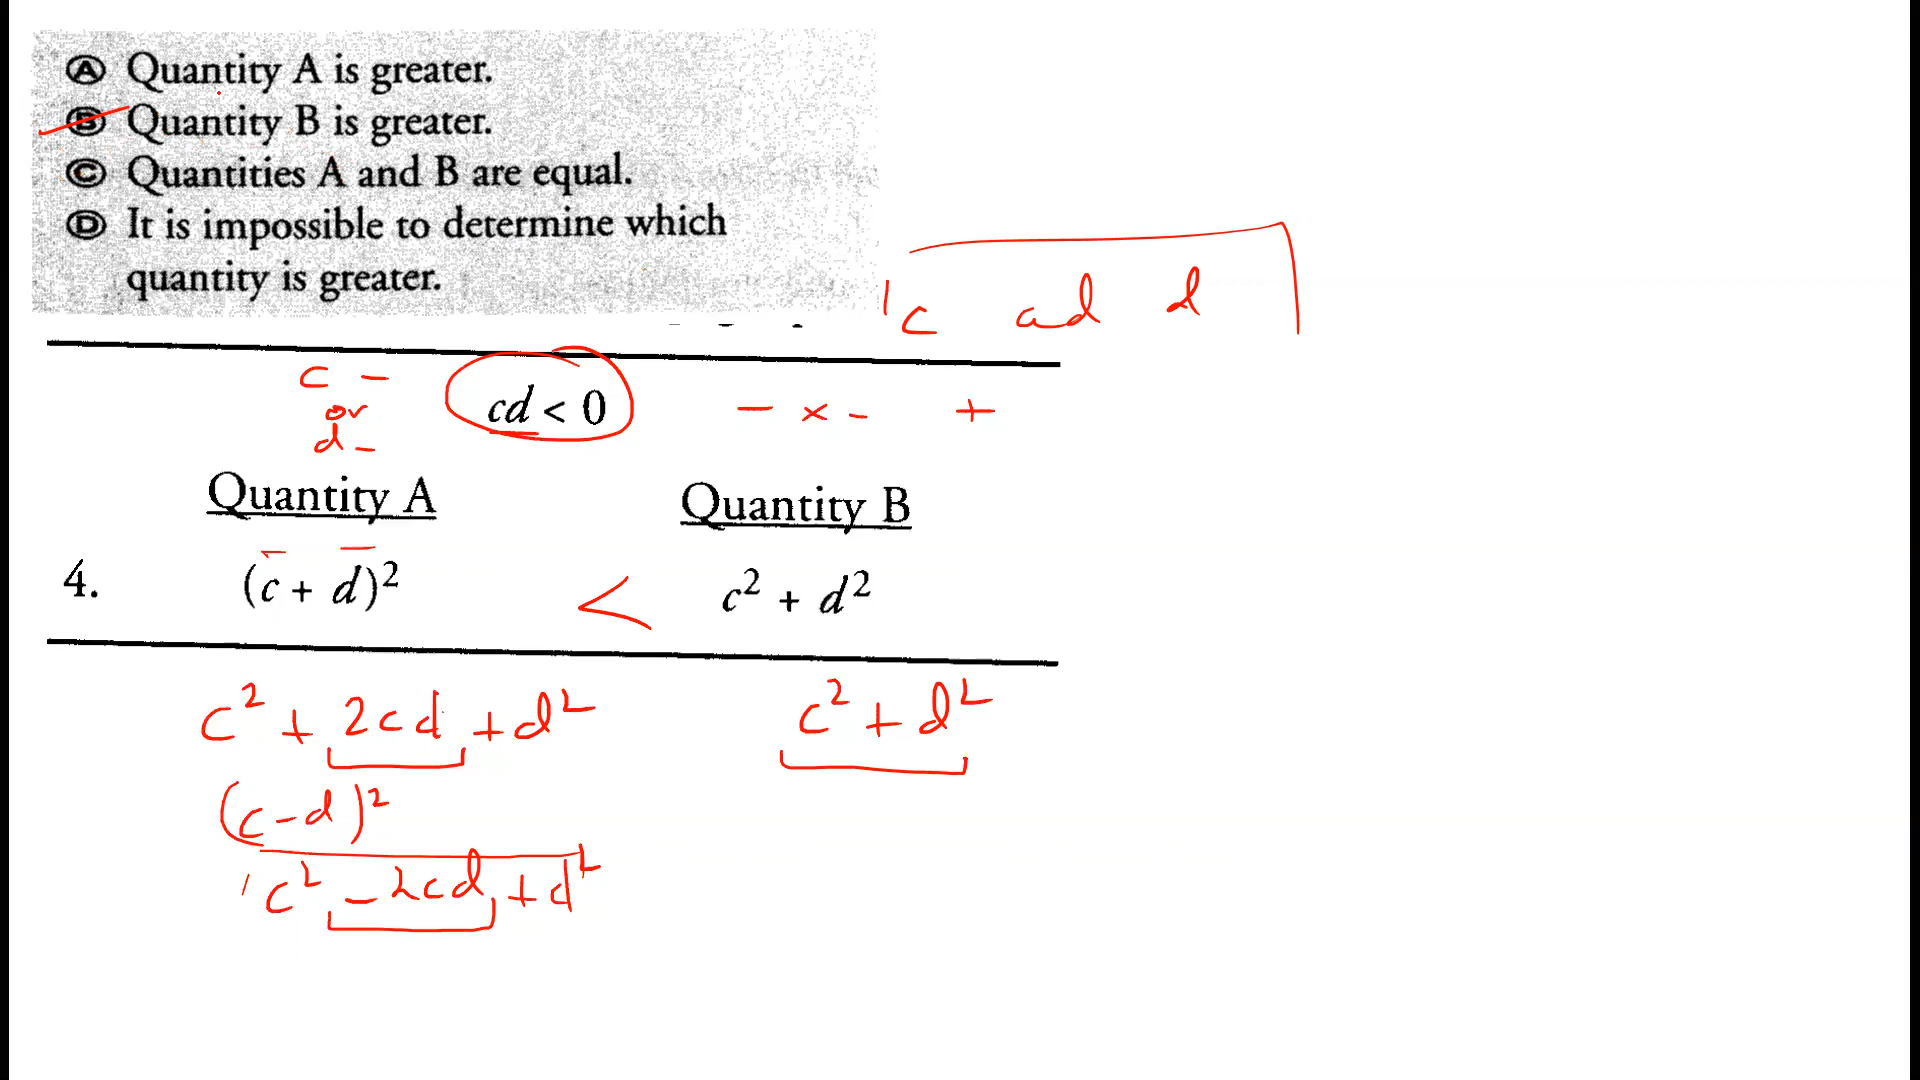 Ⓐ Quantity A is greater.
Ⓑ Quantity B is greater.
Ⓒ Quantities A and B are equal.
Ⓓ It is impossible to determine which
quantity is greater.
c ad d
c −
or
d −
cd < 0
− × − +
Quantity A Quantity B
4. (c + d)² < c² + d²
c² + 2cd + d² c² + d²
(c − d)²
c² − 2cd + d²